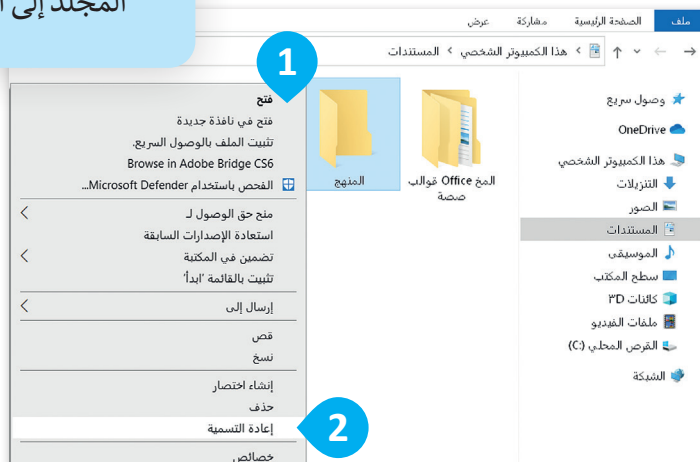 المجلد إلى
ملف
الصفحة الرئيسية
مشاركة
عرض
هذا الكمبيوتر الشخصي > المستندات
1
وصول سريع
OneDrive
هذا الكمبيوتر الشخصي
التنزيلات
الصور
المستندات
الموسيقى
سطح المكتب
كائنات ٣D
ملفات الفيديو
القرص المحلي (C:)
الشبكة
المخ Office قوالب
صصة
المنهج
فتح
فتح في نافذة جديدة
تثبيت الملف بالوصول السريع.
Browse in Adobe Bridge CS6
الفحص باستخدام Microsoft Defender...
منح حق الوصول لـ
استعادة الإصدارات السابقة
تضمين في المكتبة
تثبيت بالقائمة 'ابدأ'
إرسال إلى
قص
نسخ
إنشاء اختصار
حذف
إعادة التسمية
2
خصائص